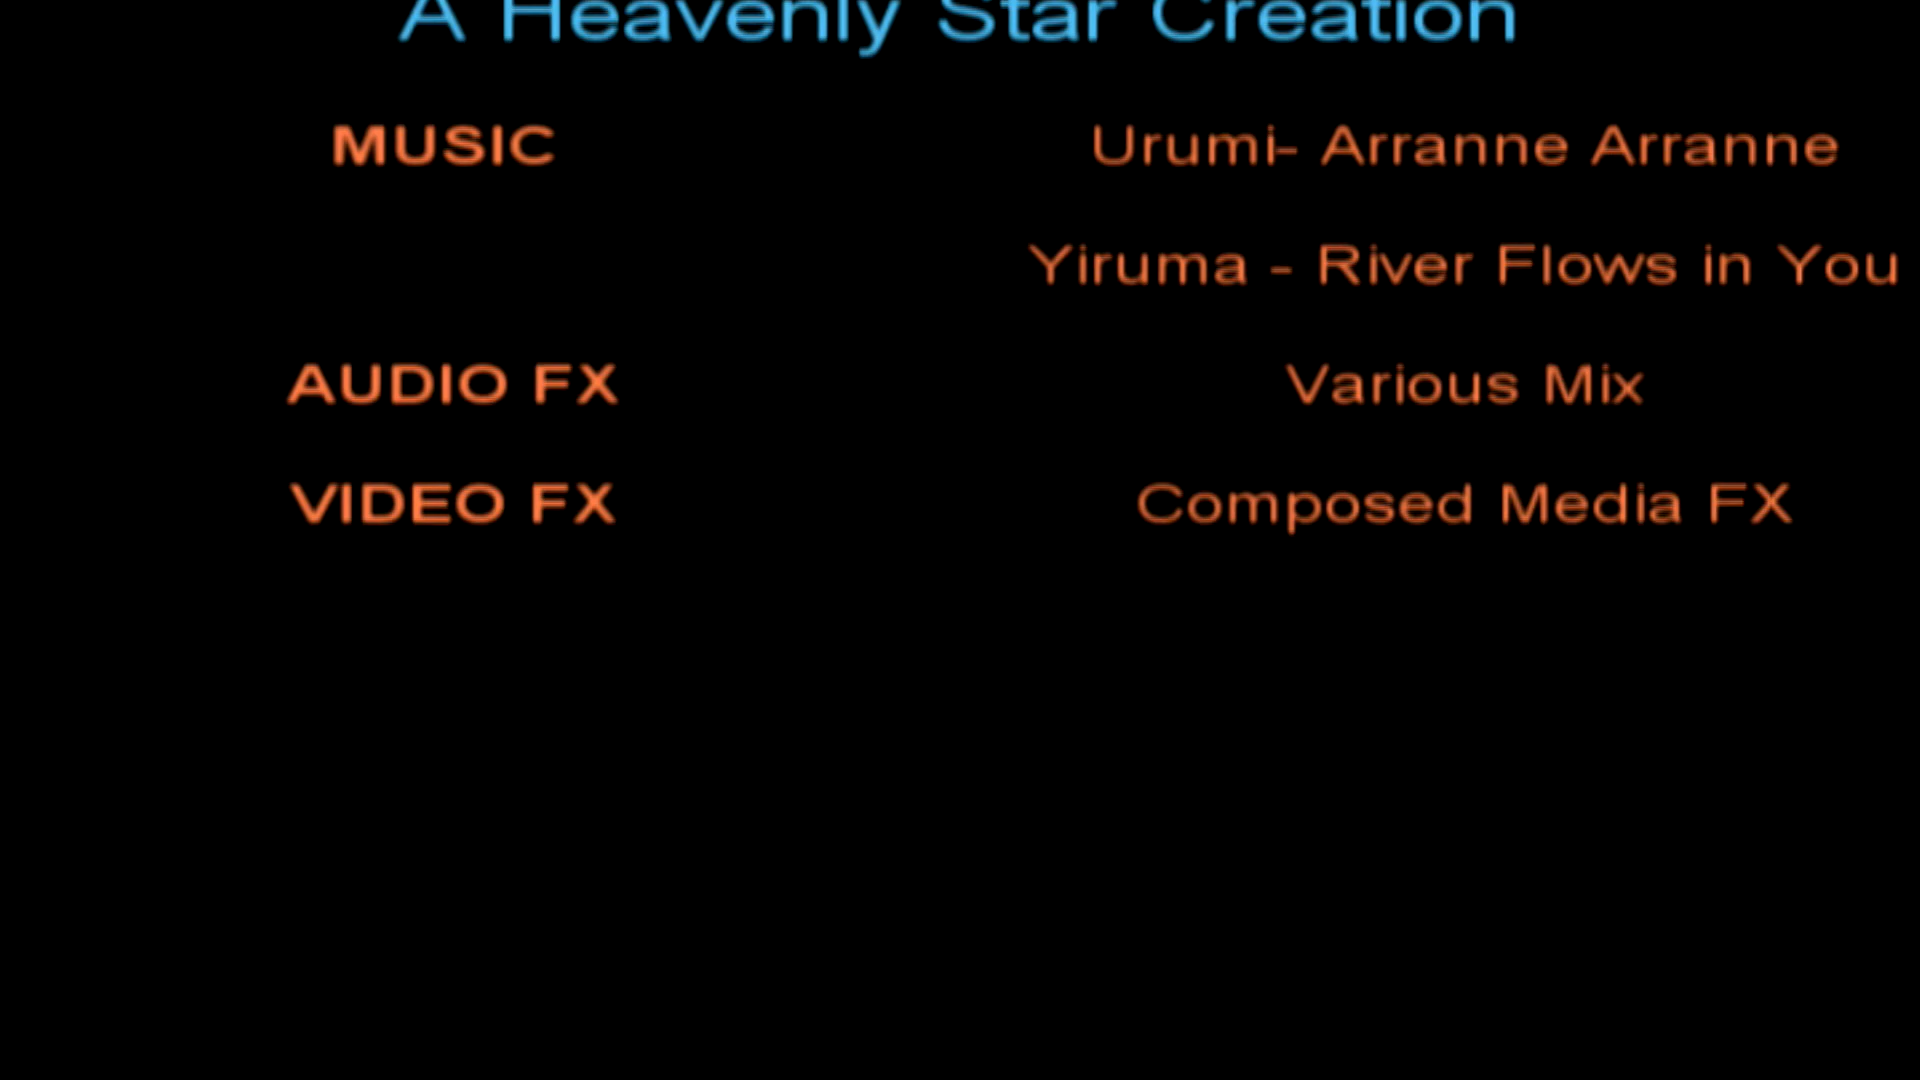 A Heavenly Star Creation
MUSIC Urumi- Arranne Arranne
Yiruma - River Flows in You
AUDIO FX Various Mix
VIDEO FX Composed Media FX